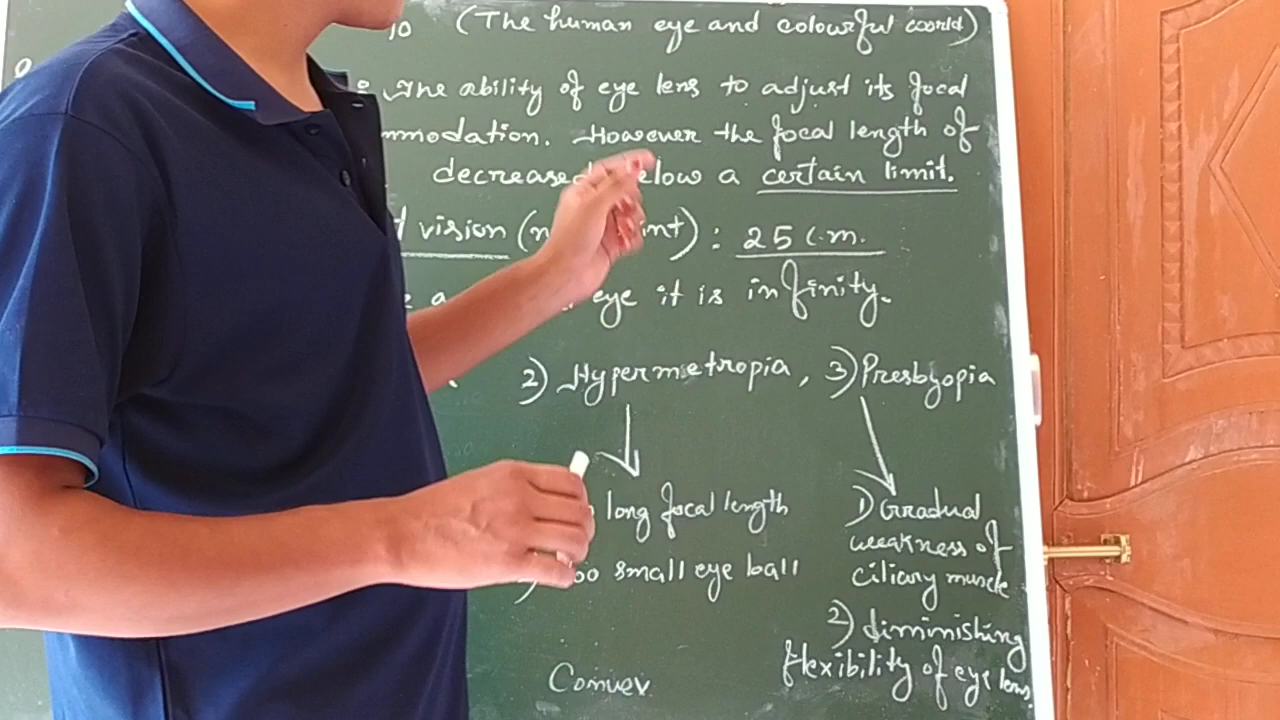 10 (The human eye and colourful world)
: The ability of eye lens to adjust its focal
mmodation. However the focal length of
decreased elow a certain limit.
d vision (n int) : 25 C.m.
e a eye it is infinity.
2) Hypermetropia, 3) Presbyopia
long focal length
oo small eye ball
1) Gradual
weakness of
ciliary muscle
2) diminishing
flexibility of eye lens
Convex